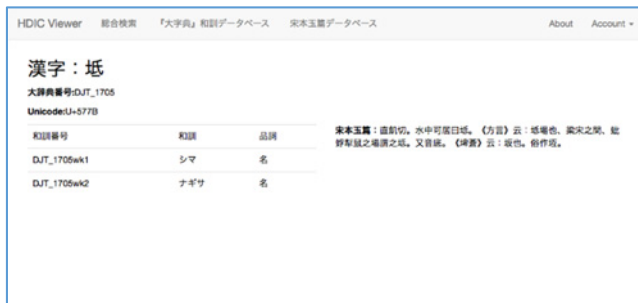 HDIC Viewer 総合検索 『大字典』和訓データベース 宋本玉篇データベース About Account
漢字：坻
大辞典番号:DJT_1705
Unicode:U+577B
和訓番号 和訓 品詞
DJT_1705wk1 シマ 名
DJT_1705wk2 ナギサ 名
宋本玉篇：直飢切。水中可居曰坻。《方言》云：坻場也、梁宋之間、蚍
蜉犁鼠之場謂之坻。又音底。《埤蒼》云：坂也。俗作坘。